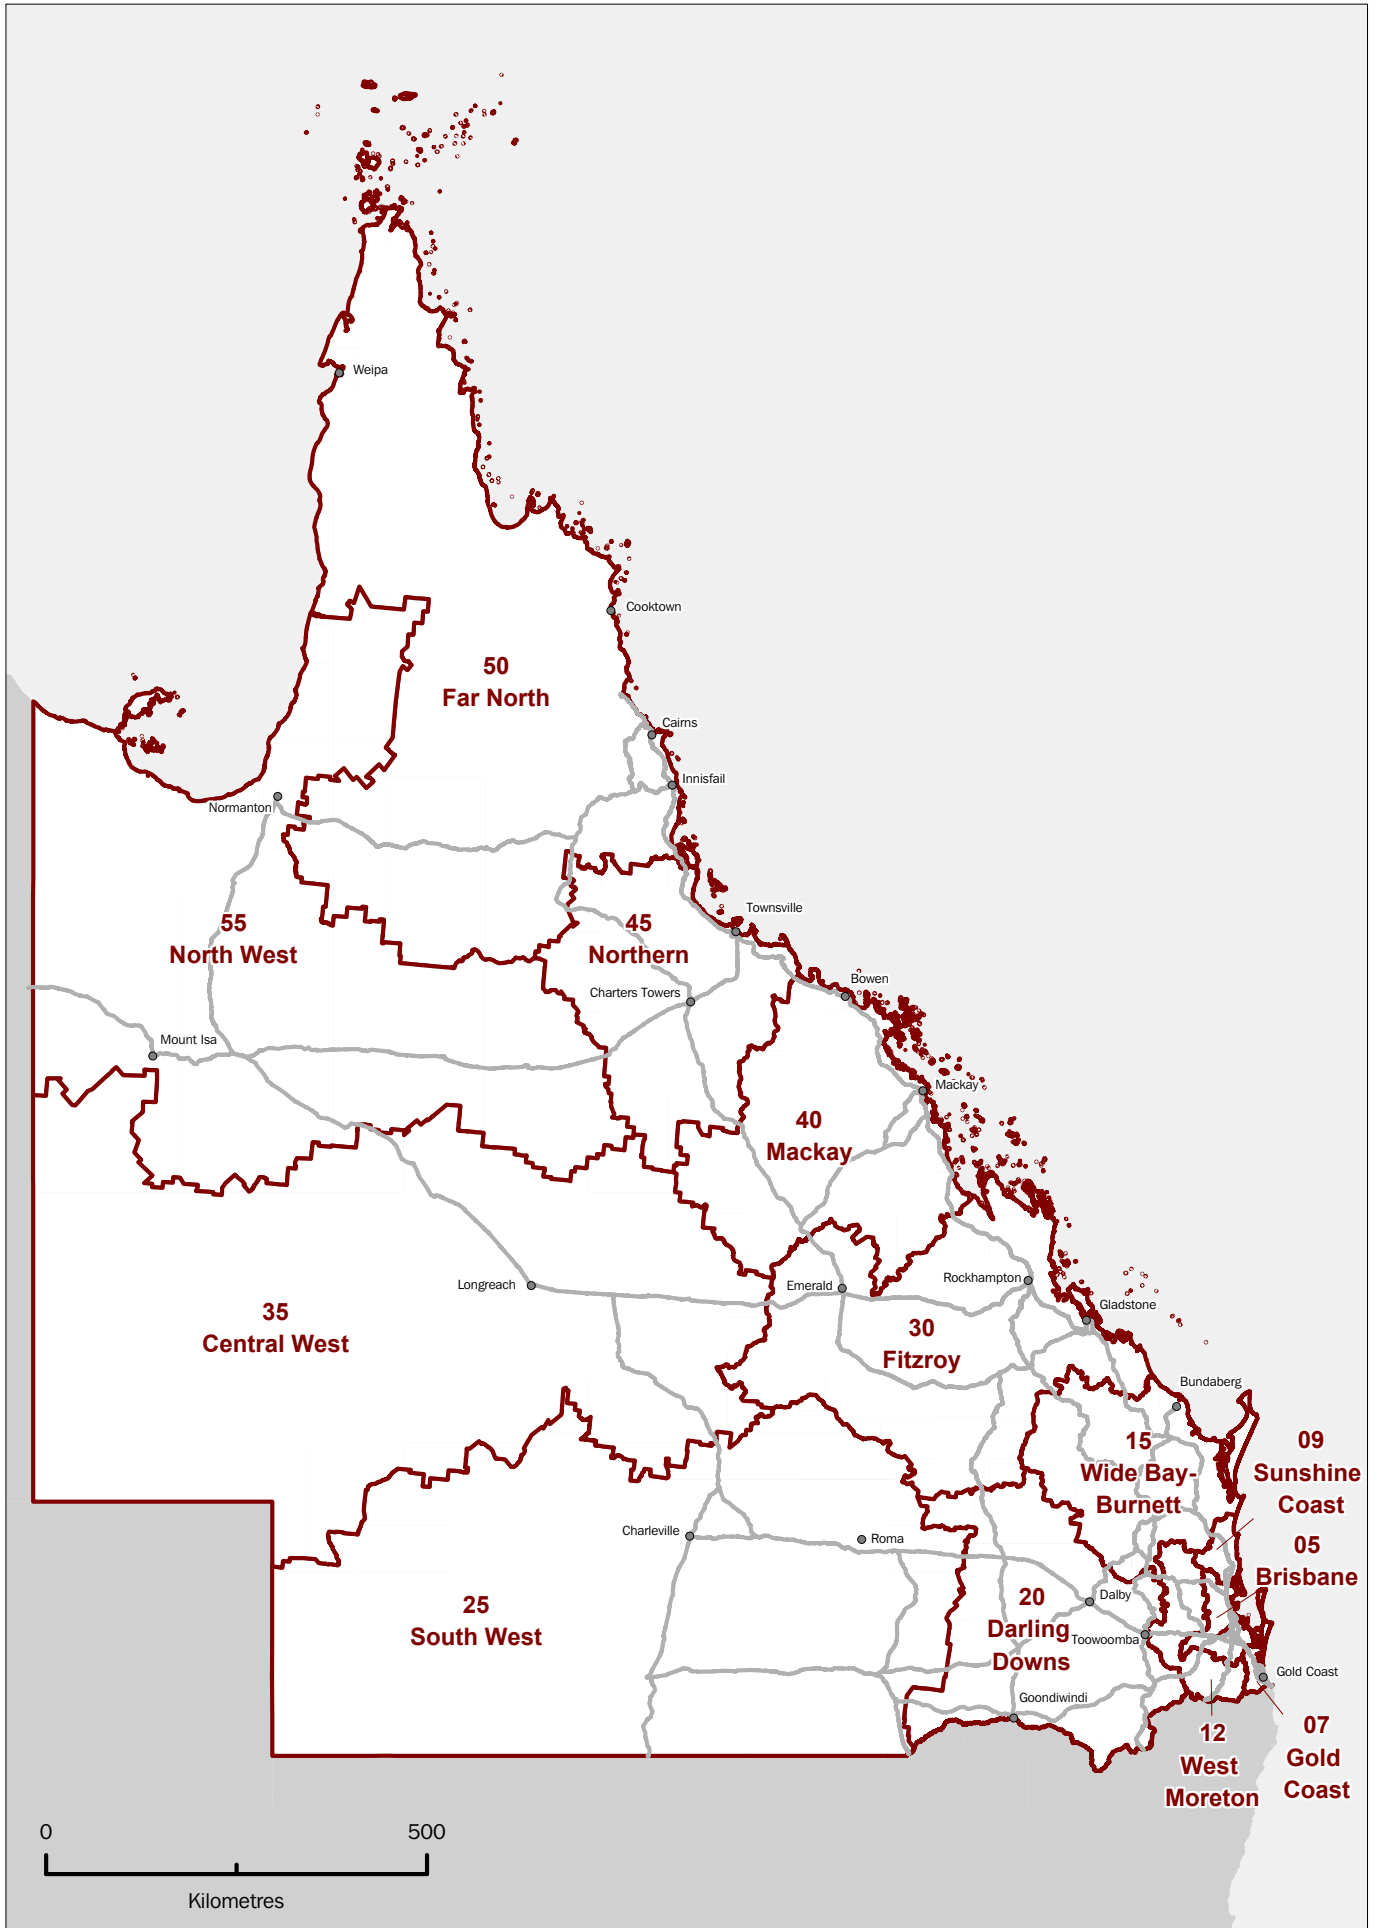 Weipa
Cooktown
50
Far North
Cairns
Innisfail
Normanton
Townsville
55
North West
45
Northern
Bowen
Charters Towers
Mount Isa
Mackay
40
Mackay
Longreach
Emerald
Rockhampton
Gladstone
35
Central West
30
Fitzroy
Bundaberg
15
Wide Bay-
Burnett
09
Sunshine
Coast
Charleville
Roma
05
Brisbane
25
South West
20
Darling
Downs
Dalby
Toowoomba
Gold Coast
Goondiwindi
12
West
Moreton
07
Gold
Coast
0 500
Kilometres